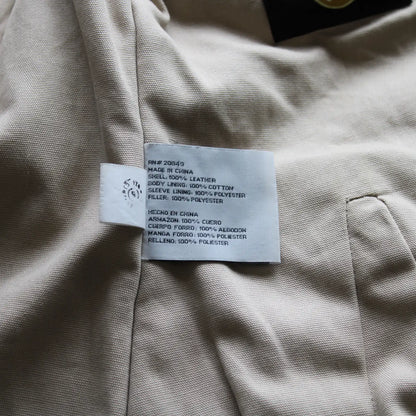 RN# 20849
MADE IN CHINA
SHELL: 100% LEATHER
BODY LINING: 100% COTTON
SLEEVE LINING: 100% POLYESTER
FILLER: 100% POLYESTER
HECHO EN CHINA
ARMAZON: 100% CUERO
CUERPO FORRO: 100% ALGODON
MANGA FORRO: 100% POLIESTER
RELLENO: 100% POLIESTER